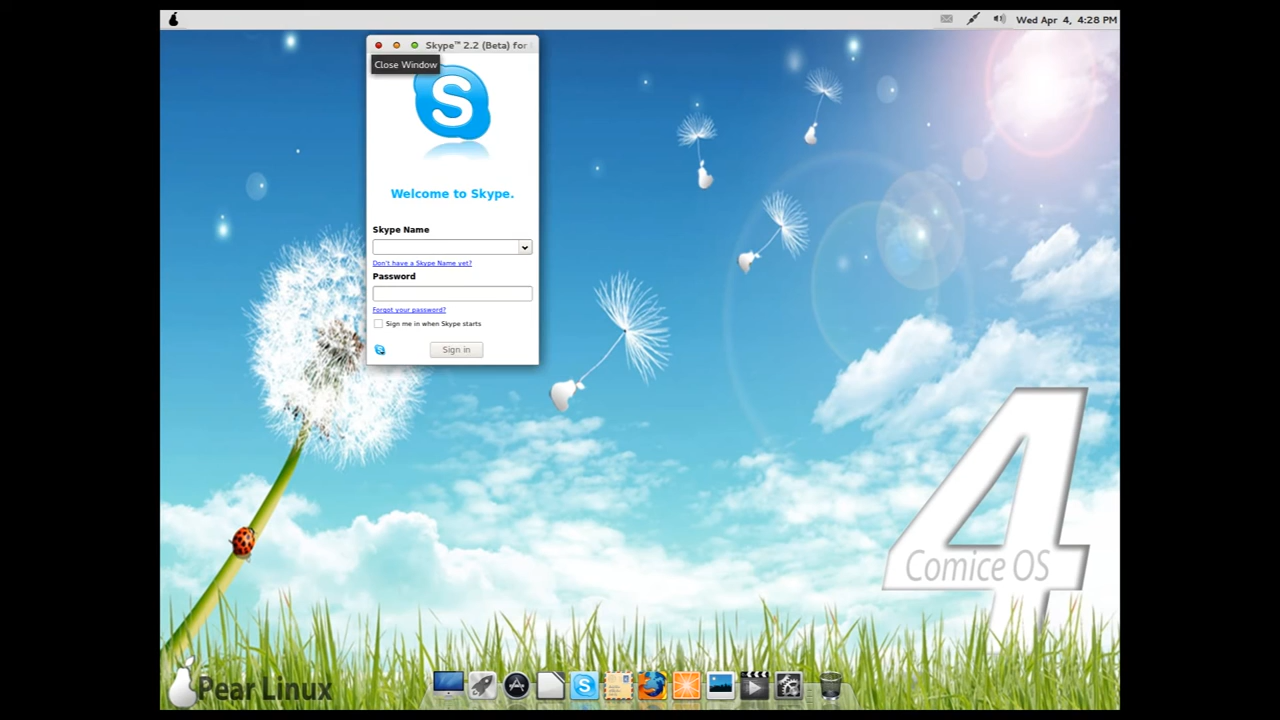 Wed Apr 4, 4:28 PM
Skype™ 2.2 (Beta) for
Close Window
S
Welcome to Skype.
Skype Name
Don't have a Skype Name yet?
Password
Forgot your password?
Sign me in when Skype starts
Sign in
4
Comice OS
Pear Linux